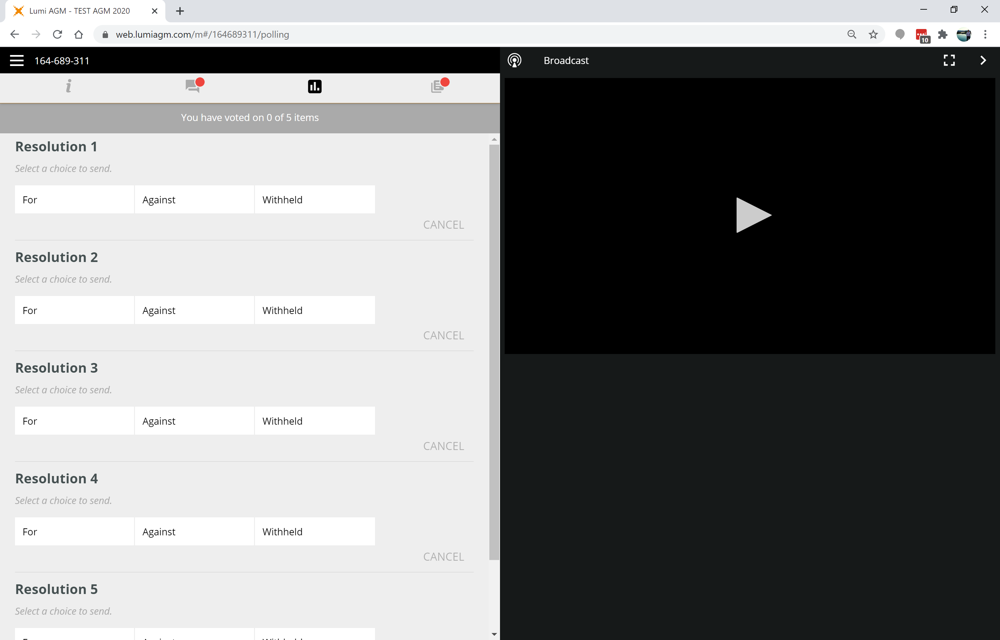 Lumi AGM - TEST AGM 2020
web.lumiagm.com/m#/164689311/polling
10
164-689-311
Broadcast
You have voted on 0 of 5 items
Resolution 1
Select a choice to send.
For Against Withheld
CANCEL
Resolution 2
Select a choice to send.
For Against Withheld
CANCEL
Resolution 3
Select a choice to send.
For Against Withheld
CANCEL
Resolution 4
Select a choice to send.
For Against Withheld
CANCEL
Resolution 5
Select a choice to send.